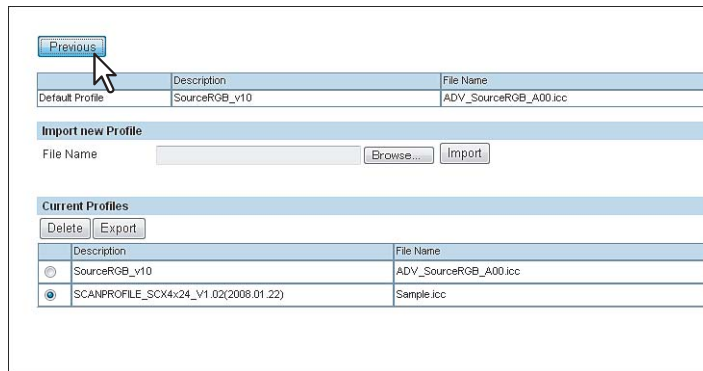 Previous
Description File Name
Default Profile SourceRGB_v10 ADV_SourceRGB_A00.icc
Import new Profile
File Name Browse... Import
Current Profiles
Delete Export
Description File Name
SourceRGB_v10 ADV_SourceRGB_A00.icc
SCANPROFILE_SCX4x24_V1.02(2008.01.22) Sample.icc